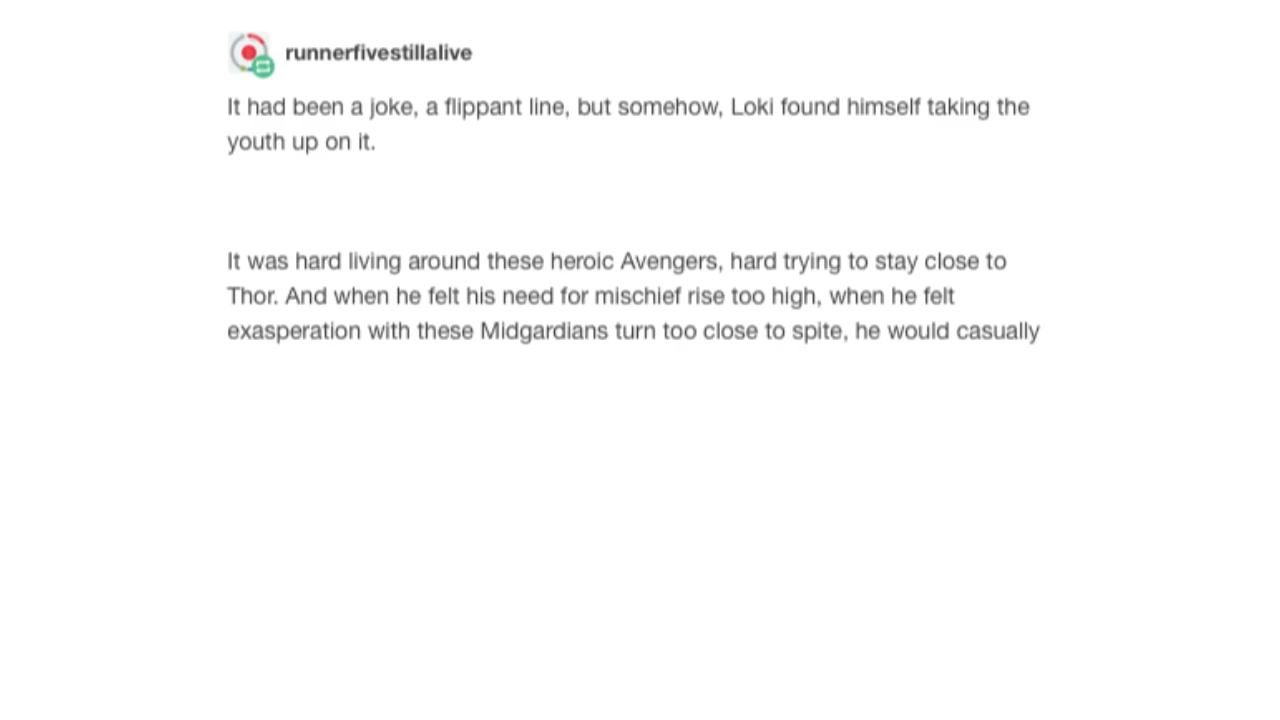 runnerfivestillalive
It had been a joke, a flippant line, but somehow, Loki found himself taking the
youth up on it.
It was hard living around these heroic Avengers, hard trying to stay close to
Thor. And when he felt his need for mischief rise too high, when he felt
exasperation with these Midgardians turn too close to spite, he would casually